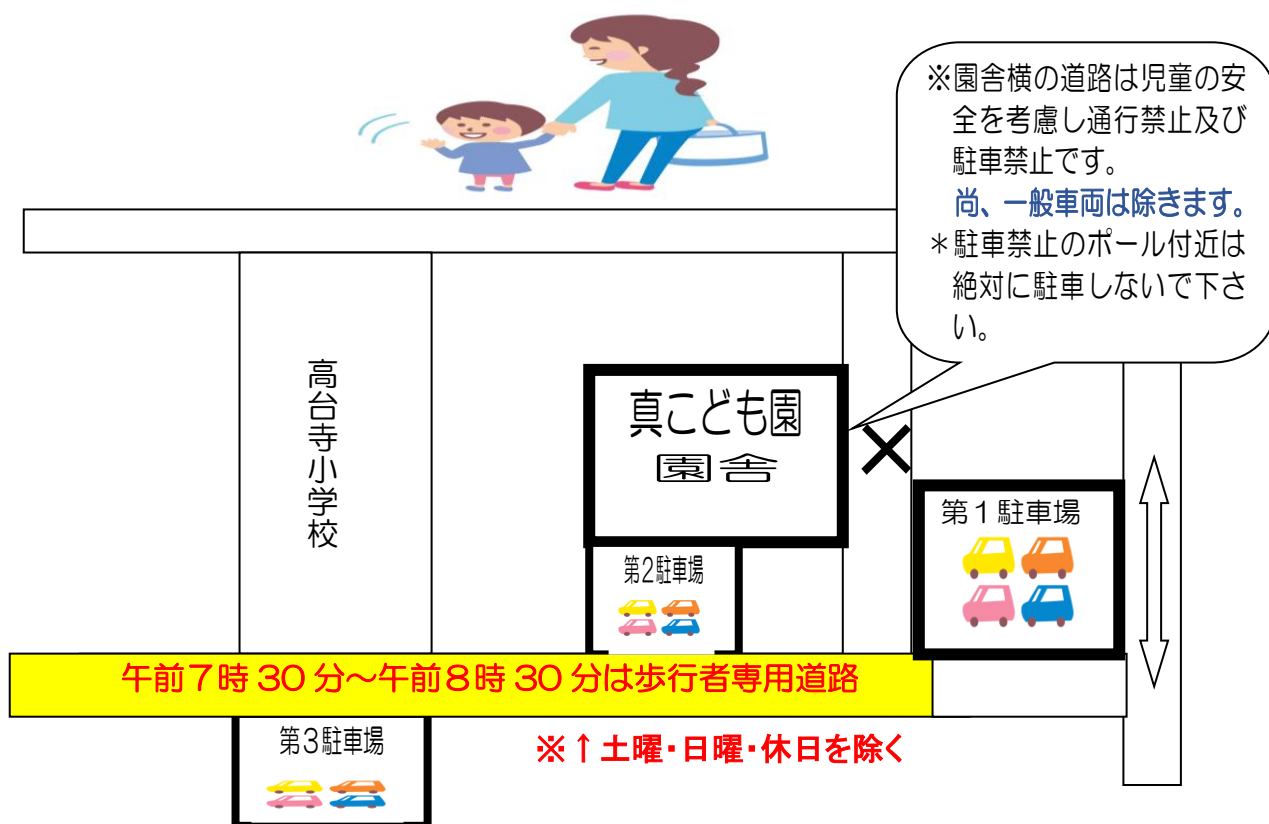 ※園舎横の道路は児童の安
全を考慮し通行禁止及び
駐車禁止です。
尚、一般車両は除きます。
＊駐車禁止のポール付近は
絶対に駐車しないで下さ
い。
高台寺小学校
真こども園
園舎
第１駐車場
第2駐車場
午前７時30分～午前８時30分は歩行者専用道路
第３駐車場
※↑土曜・日曜・休日を除く